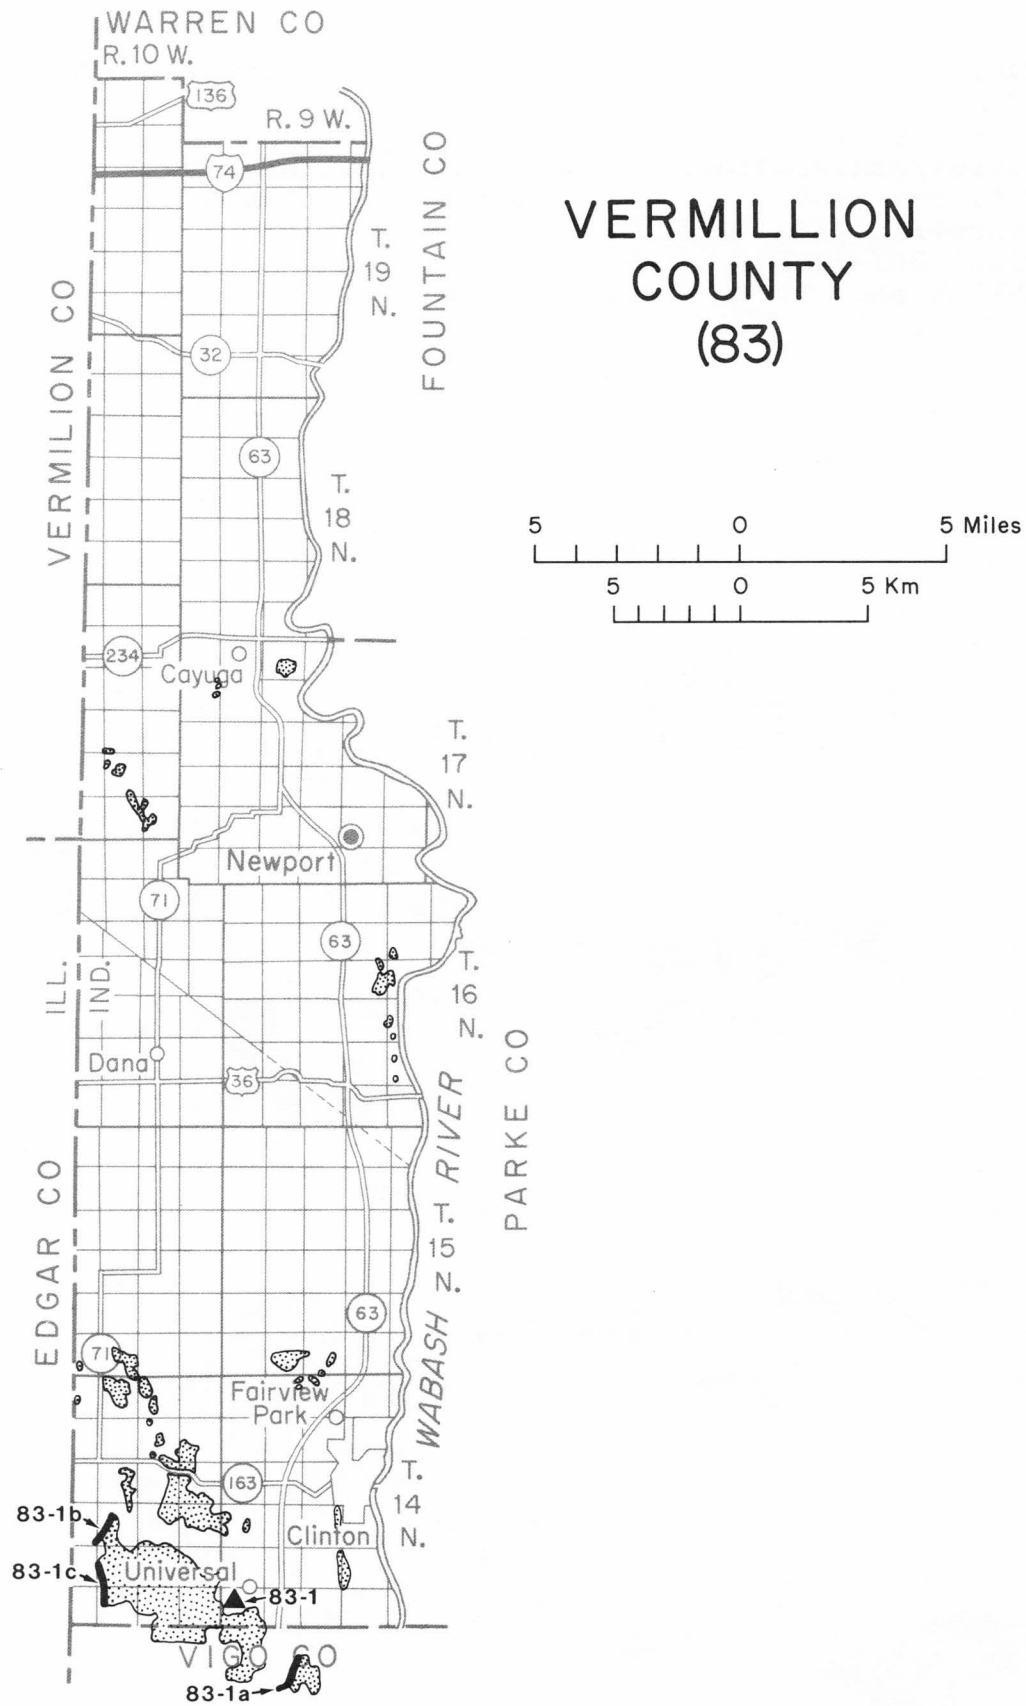 WARREN CO
R. 10 W.
136
R. 9 W.
74
FOUNTAIN CO
VERMILLION
COUNTY
(83)
T.
19
N.
VERMILION CO
32
63
T.
18
N.
5 0 5 Miles
5 0 5 Km
234
Cayuga
T.
17
N.
Newport
71
63
T.
16
N.
ILL.
IND.
Dana
36
PARKE CO
WABASH RIVER
EDGAR CO
T.
15
N.
63
71
Fairview
Park
163
T.
14
N.
83-1b
Clinton
83-1c
Universal
83-1
VIGO CO
83-1a